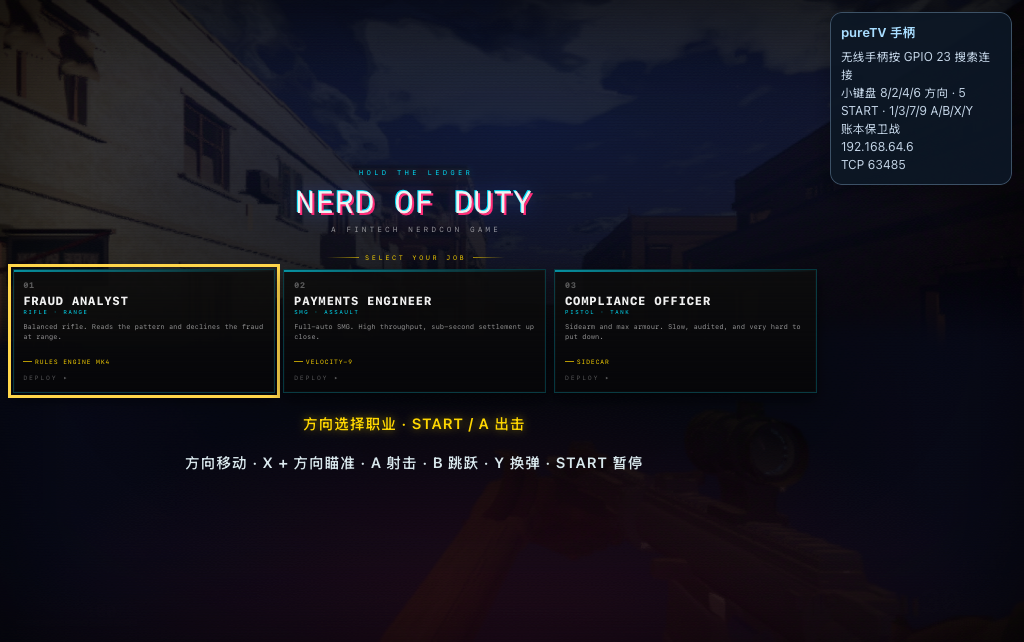 pureTV 手柄
无线手柄按 GPIO 23 搜索连
接
小键盘 8/2/4/6 方向 · 5
START · 1/3/7/9 A/B/X/Y
账本保卫战
192.168.64.6
TCP 63485
HOLD THE LEDGER
NERD OF DUTY
A FINTECH NERDCON GAME
SELECT YOUR JOB
01
FRAUD ANALYST
RIFLE · RANGE
Balanced rifle. Reads the pattern and declines the fraud
at range.
RULES ENGINE MK4
DEPLOY
02
PAYMENTS ENGINEER
SMG · ASSAULT
Full-auto SMG. High throughput, sub-second settlement up
close.
VELOCITY-9
DEPLOY
03
COMPLIANCE OFFICER
PISTOL · TANK
Sidearm and max armour. Slow, audited, and very hard to
put down.
SIDECAR
DEPLOY
方向选择职业 · START / A 出击
方向移动 · X + 方向瞄准 · A 射击 · B 跳跃 · Y 换弹 · START 暂停